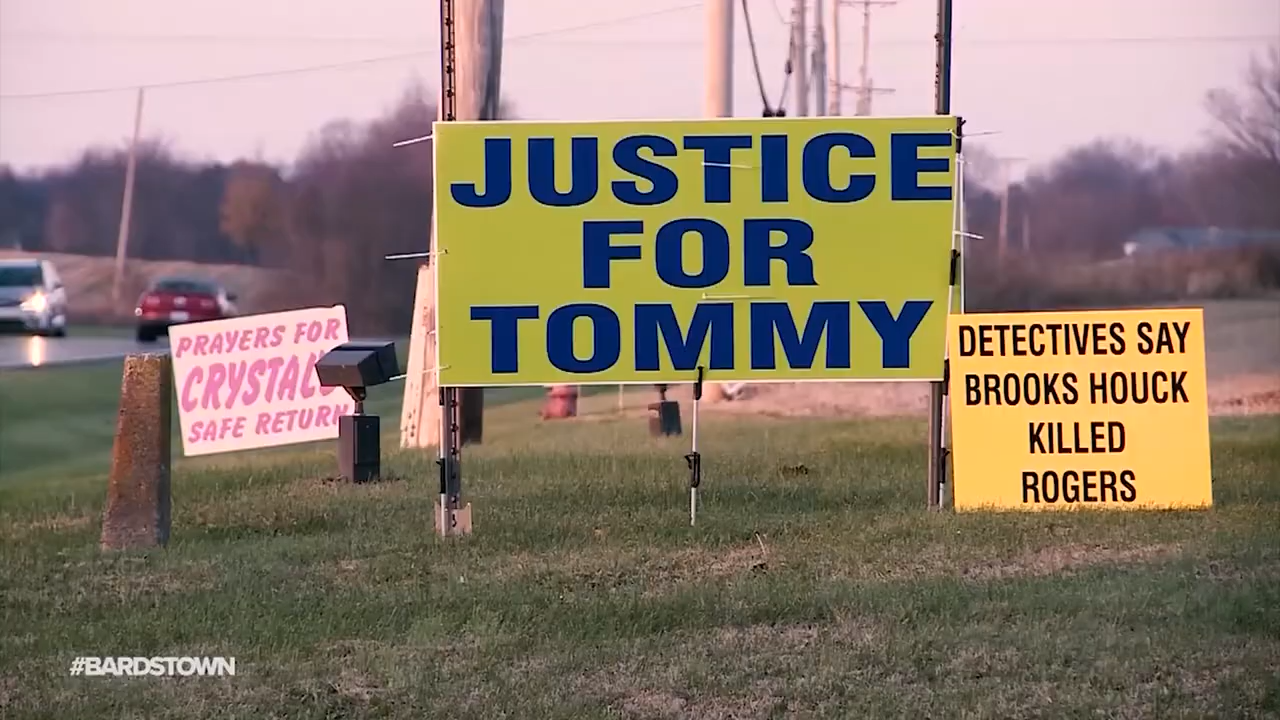 JUSTICE
FOR
TOMMY
PRAYERS FOR
CRYSTAL
SAFE RETURN
DETECTIVES SAY
BROOKS HOUCK
KILLED
ROGERS
#BARDSTOWN